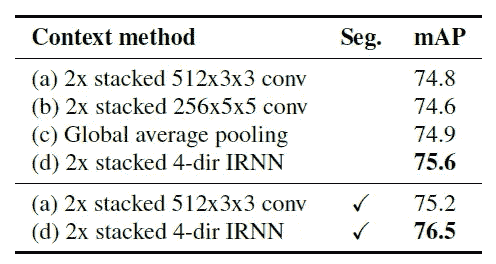 Context method Seg. mAP
(a) 2x stacked 512x3x3 conv 74.8
(b) 2x stacked 256x5x5 conv 74.6
(c) Global average pooling 74.9
(d) 2x stacked 4-dir IRNN 75.6
(a) 2x stacked 512x3x3 conv ✓ 75.2
(d) 2x stacked 4-dir IRNN ✓ 76.5